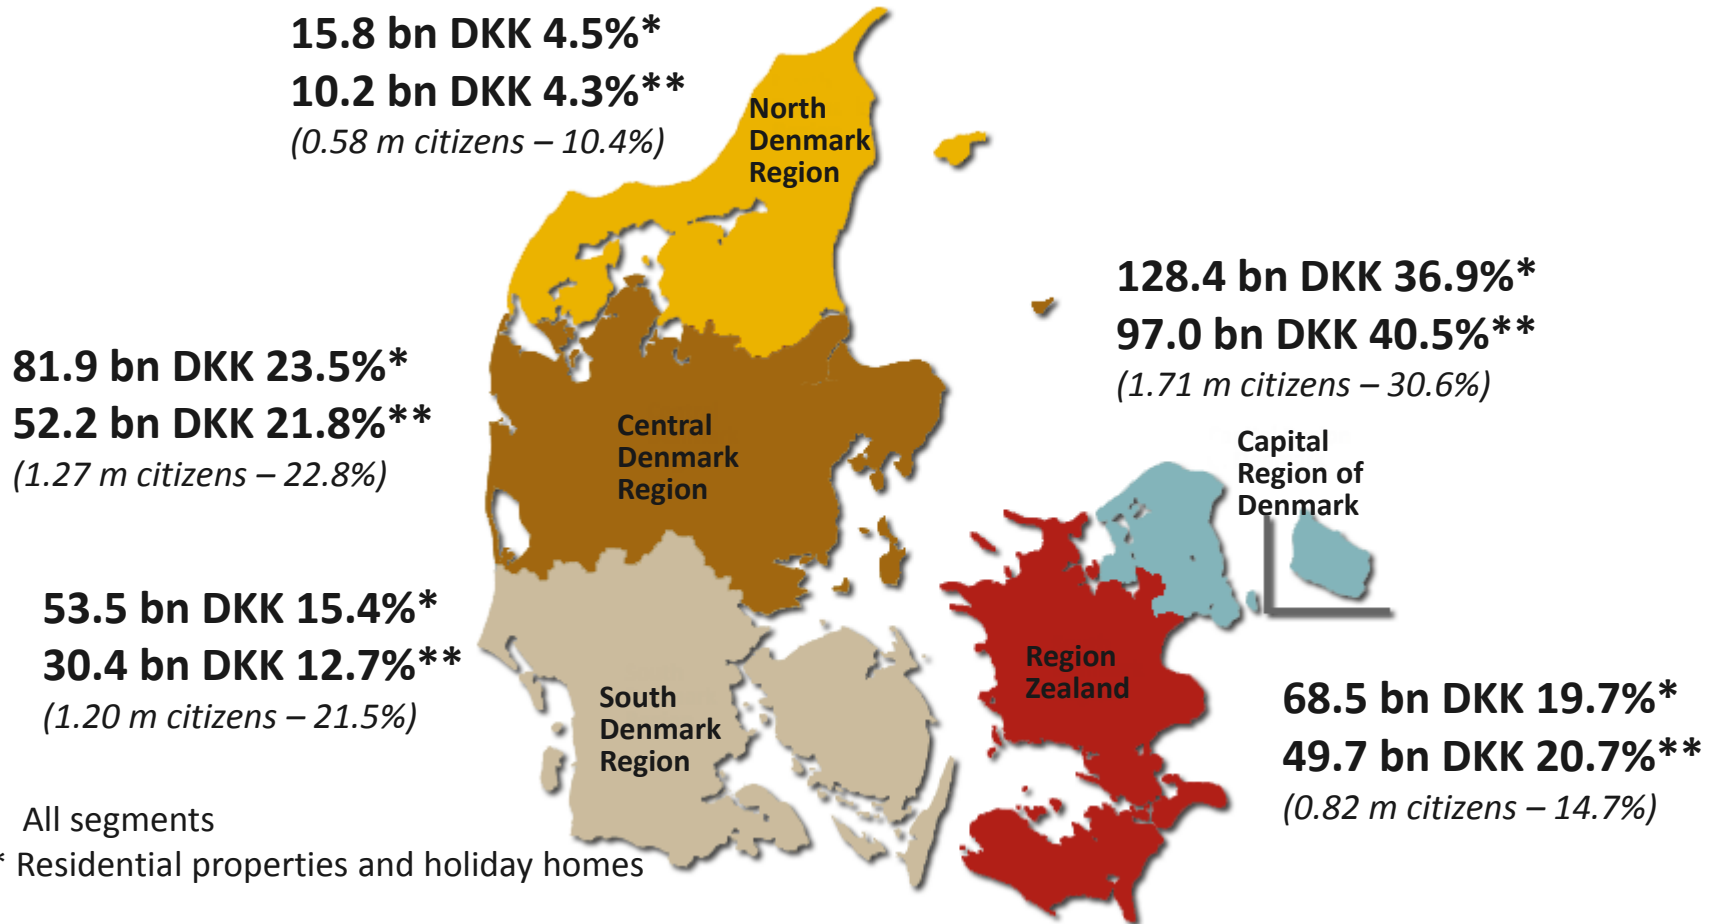 15.8 bn DKK 4.5%*
10.2 bn DKK 4.3%**
(0.58 m citizens – 10.4%)
North
Denmark
Region
128.4 bn DKK 36.9%*
97.0 bn DKK 40.5%**
(1.71 m citizens – 30.6%)
81.9 bn DKK 23.5%*
52.2 bn DKK 21.8%**
(1.27 m citizens – 22.8%)
Central
Denmark
Region
Capital
Region of
Denmark
53.5 bn DKK 15.4%*
30.4 bn DKK 12.7%**
(1.20 m citizens – 21.5%)
South
Denmark
Region
Region
Zealand
68.5 bn DKK 19.7%*
49.7 bn DKK 20.7%**
(0.82 m citizens – 14.7%)
All segments
* Residential properties and holiday homes